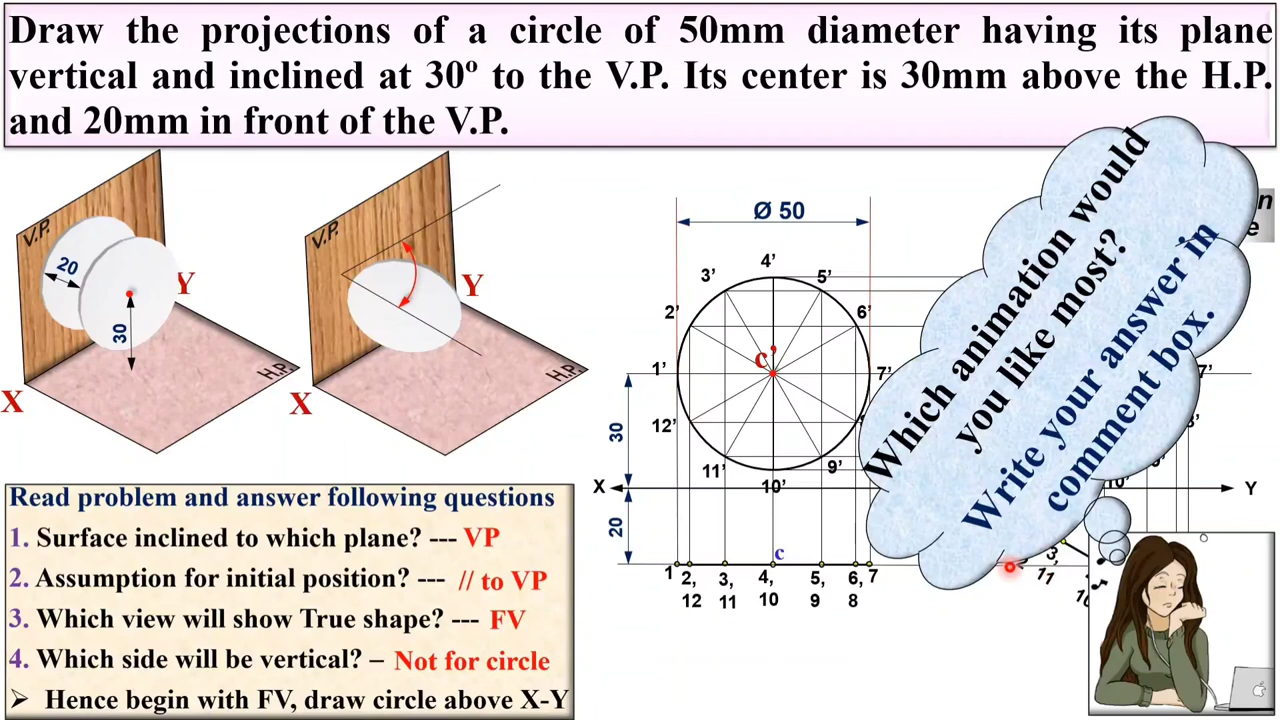 Draw the projections of a circle of 50mm diameter having its plane
vertical and inclined at 30º to the V.P. Its center is 30mm above the H.P.
and 20mm in front of the V.P.
V.P.
20
30
Y
H.P.
X
V.P.
Y
H.P.
X
Ø 50
4’
3’
5’
2’
6’
c’
1’
7’
12’
11’
9’
10’
30
20
X
Y
c
1
2,
3,
4,
5,
6,
7
12
11
10
9
8
7’
10’
3,
11
Which animation would
you like most?
Write your answer in
comment box.
Read problem and answer following questions
1. Surface inclined to which plane? --- VP
2. Assumption for initial position? --- // to VP
3. Which view will show True shape? --- FV
4. Which side will be vertical? – Not for circle
➢ Hence begin with FV, draw circle above X-Y